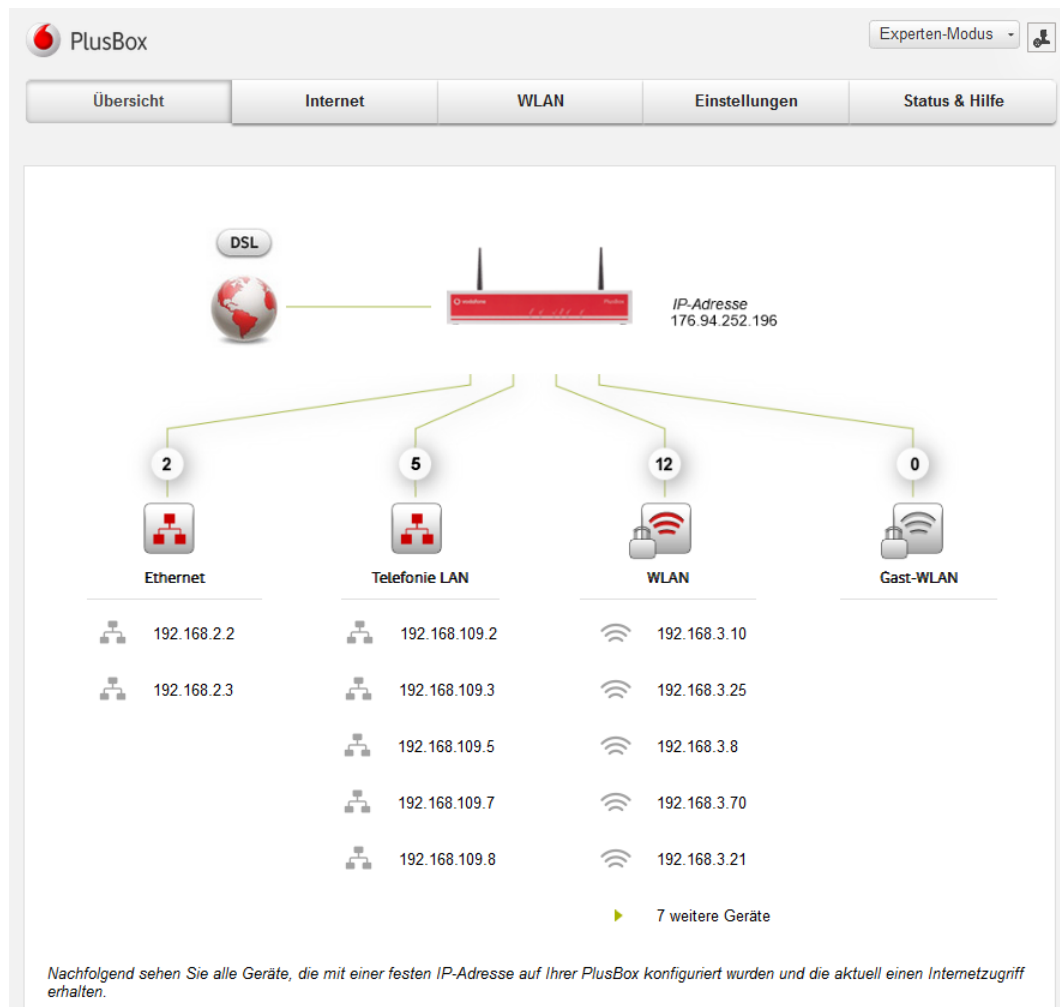 PlusBox
Experten-Modus
Übersicht
Internet
WLAN
Einstellungen
Status & Hilfe
DSL
vodafone
PlusBox
IP-Adresse
176.94.252.196
2
5
12
0
Ethernet
Telefonie LAN
WLAN
Gast-WLAN
192.168.2.2
192.168.109.2
192.168.3.10
192.168.2.3
192.168.109.3
192.168.3.25
192.168.109.5
192.168.3.8
192.168.109.7
192.168.3.70
192.168.109.8
192.168.3.21
7 weitere Geräte
Nachfolgend sehen Sie alle Geräte, die mit einer festen IP-Adresse auf Ihrer PlusBox konfiguriert wurden und die aktuell einen Internetzugriff
erhalten.